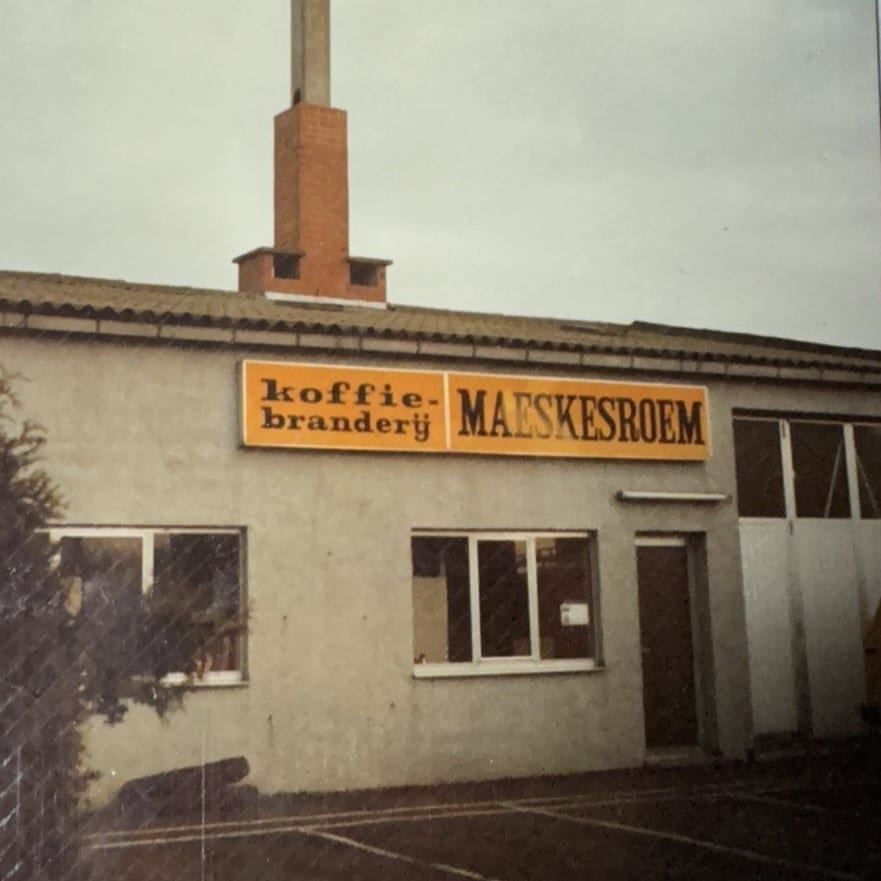 koffie-
branderij
MAESKESROEM